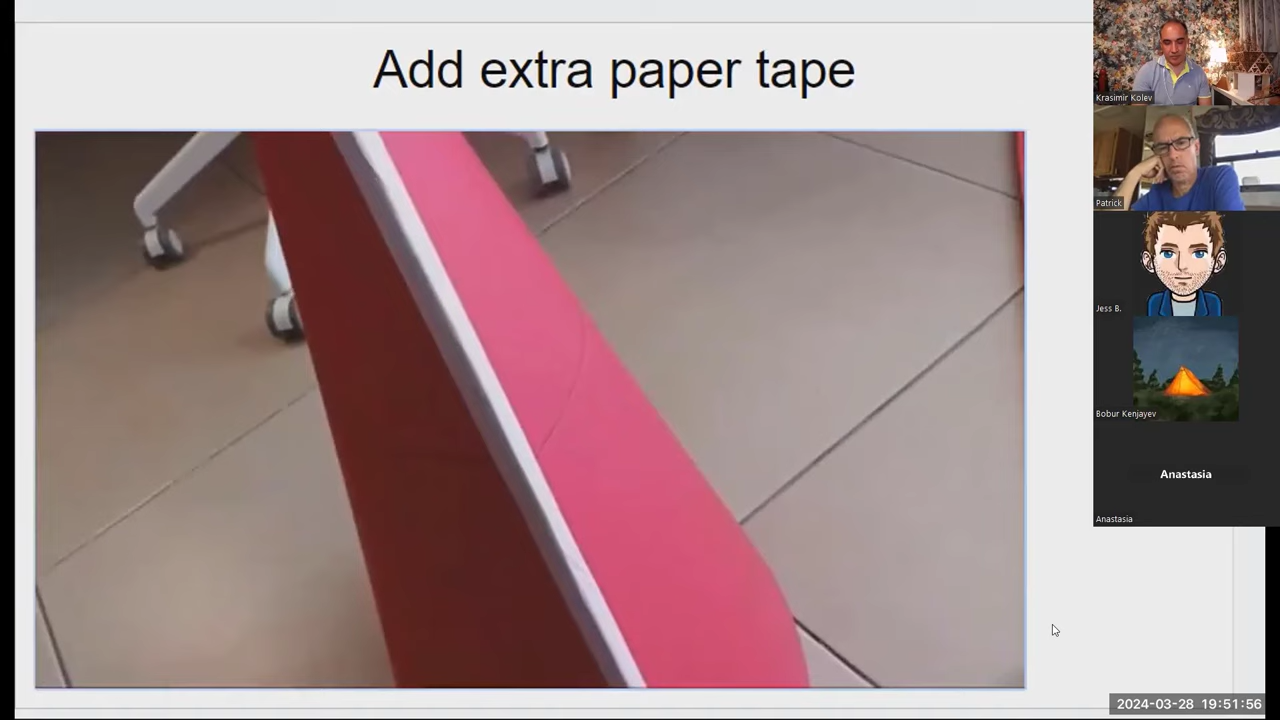 Add extra paper tape
Krasimir Kolev
Patrick
Jess B.
Bobur Kenjayev
Anastasia
Anastasia
2024-03-28 19:51:56